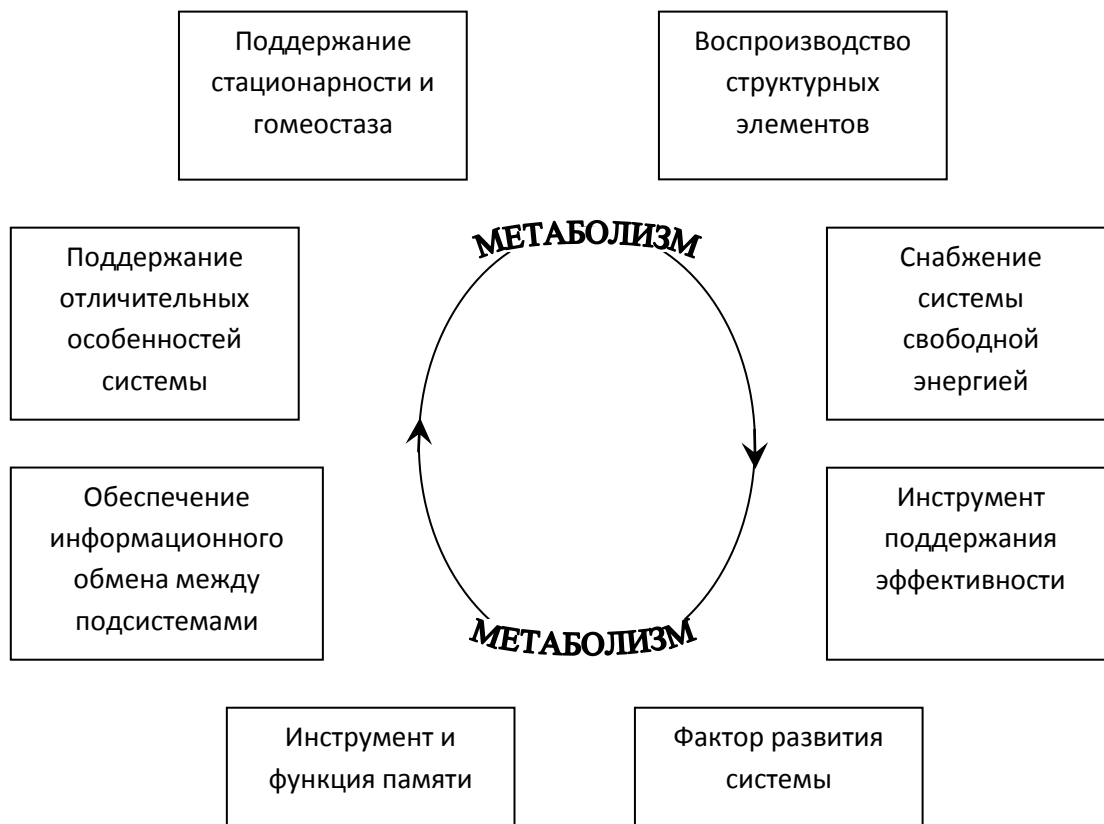 Поддержание
стационарности и
гомеостаза
Воспроизводство
структурных
элементов
МЕТАБОЛИЗМ
Поддержание
отличительных
особенностей
системы
Снабжение
системы
свободной
энергией
Обеспечение
информационного
обмена между
подсистемами
Инструмент
поддержания
эффективности
МЕТАБОЛИЗМ
Инструмент и
функция памяти
Фактор развития
системы